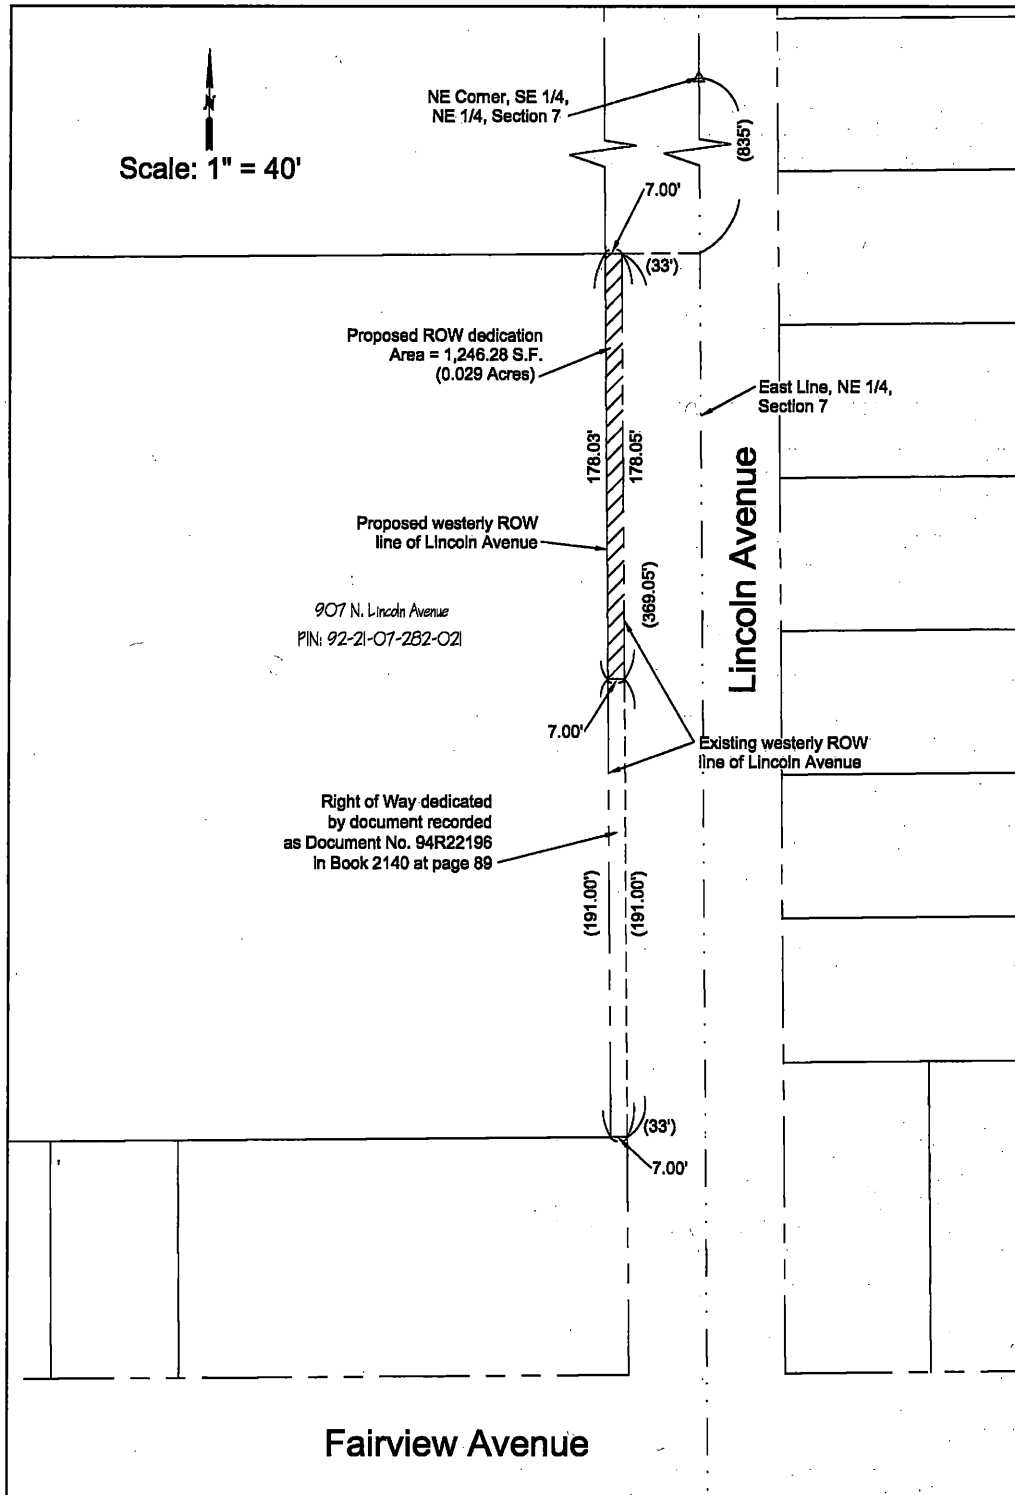 NE Corner, SE 1/4,
NE 1/4, Section 7
(835')
N
Scale: 1" = 40'
7.00'
(33')
Proposed ROW dedication
Area = 1,246.28 S.F.
(0.029 Acres)
East Line, NE 1/4,
Section 7
178.03'
178.05'
Lincoln Avenue
Proposed westerly ROW
line of Lincoln Avenue
(369.05')
907 N. Lincoln Avenue
PIN: 92-21-07-282-021
7.00'
Existing westerly ROW
line of Lincoln Avenue
Right of Way dedicated
by document recorded
as Document No. 94R22196
in Book 2140 at page 89
(191.00')
(191.00')
(33')
7.00'
Fairview Avenue